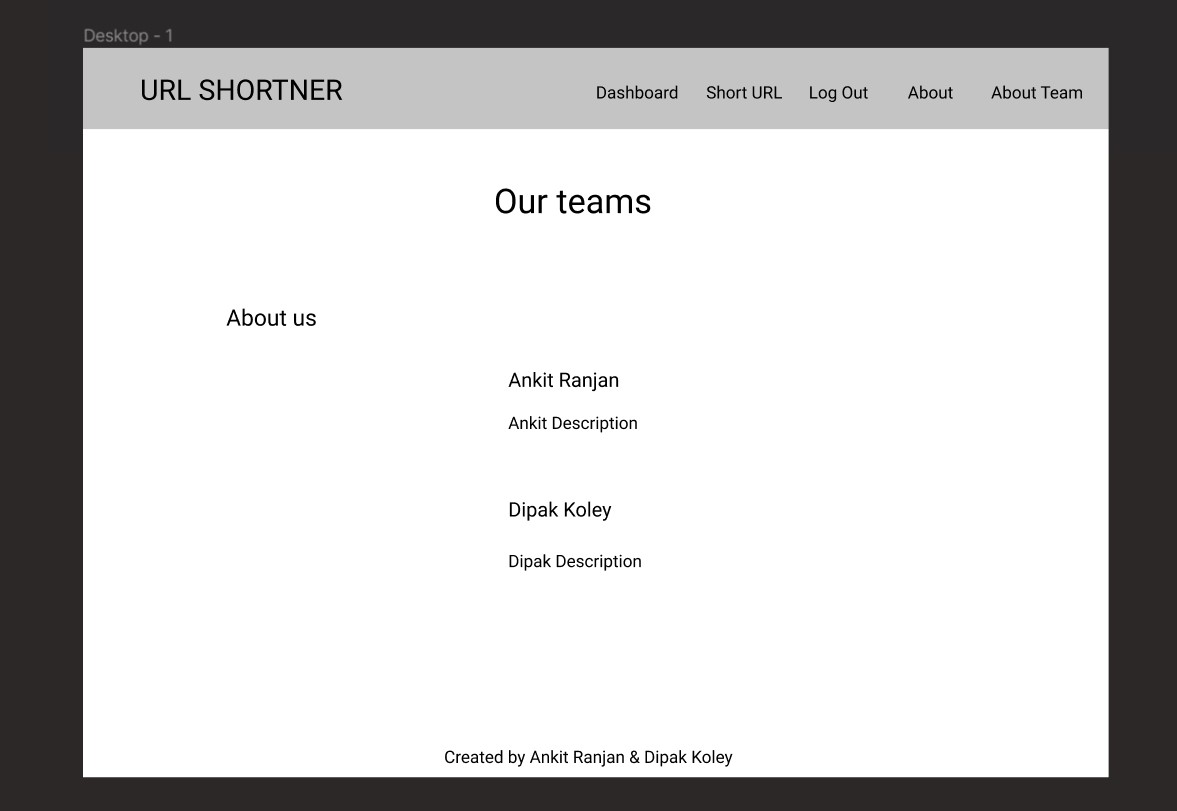 Desktop - 1
URL SHORTNER
Dashboard Short URL Log Out About About Team
Our teams
About us
Ankit Ranjan
Ankit Description
Dipak Koley
Dipak Description
Created by Ankit Ranjan & Dipak Koley